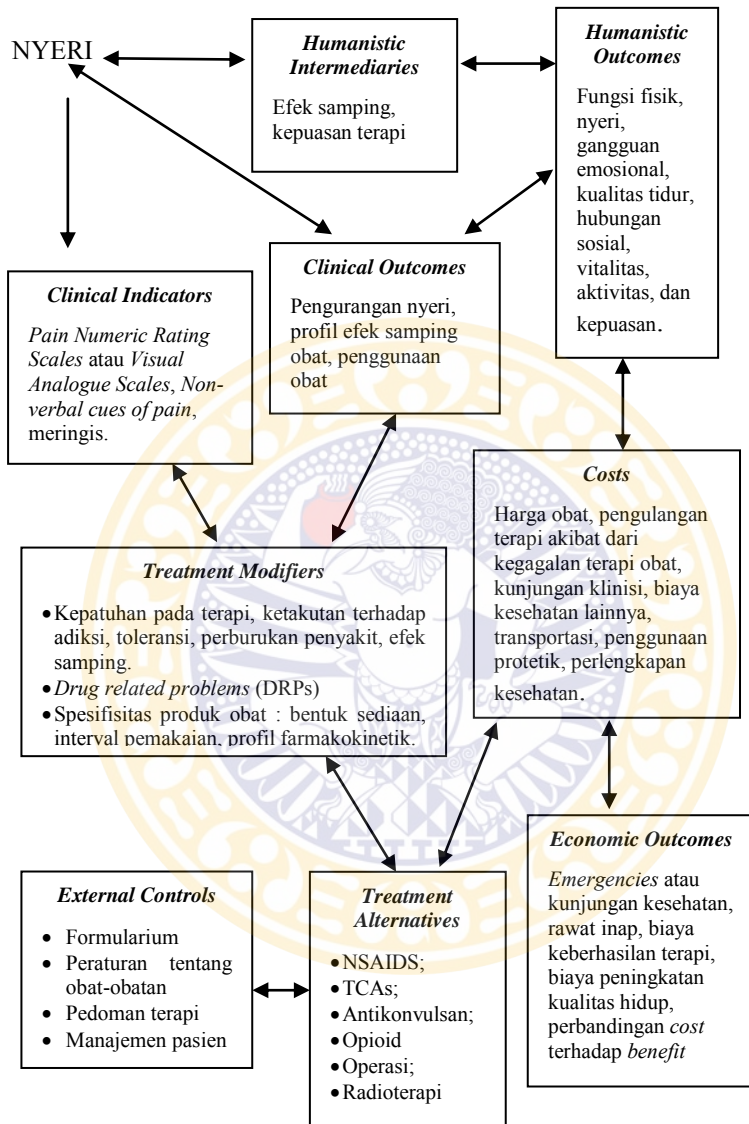 NYERI
Humanistic
Intermediaries
Efek samping,
kepuasan terapi
Humanistic
Outcomes
Fungsi fisik,
nyeri,
gangguan
emosional,
kualitas tidur,
hubungan
sosial,
vitalitas,
aktivitas, dan
kepuasan.
Clinical Indicators
Pain Numeric Rating
Scales atau Visual
Analogue Scales, Non-
verbal cues of pain,
meringis.
Clinical Outcomes
Pengurangan nyeri,
profil efek samping
obat, penggunaan
obat
Costs
Harga obat, pengulangan
terapi akibat dari
kegagalan terapi obat,
kunjungan klinisi, biaya
kesehatan lainnya,
transportasi, penggunaan
protetik, perlengkapan
kesehatan.
Treatment Modifiers
• Kepatuhan pada terapi, ketakutan terhadap
adiksi, toleransi, perburukan penyakit, efek
samping.
• Drug related problems (DRPs)
• Spesifisitas produk obat : bentuk sediaan,
interval pemakaian, profil farmakokinetik.
External Controls
• Formularium
• Peraturan tentang
obat-obatan
• Pedoman terapi
• Manajemen pasien
Treatment
Alternatives
• NSAIDS;
• TCAs;
• Antikonvulsan;
• Opioid
• Operasi;
• Radioterapi
Economic Outcomes
Emergencies atau
kunjungan kesehatan,
rawat inap, biaya
keberhasilan terapi,
biaya peningkatan
kualitas hidup,
perbandingan cost
terhadap benefit